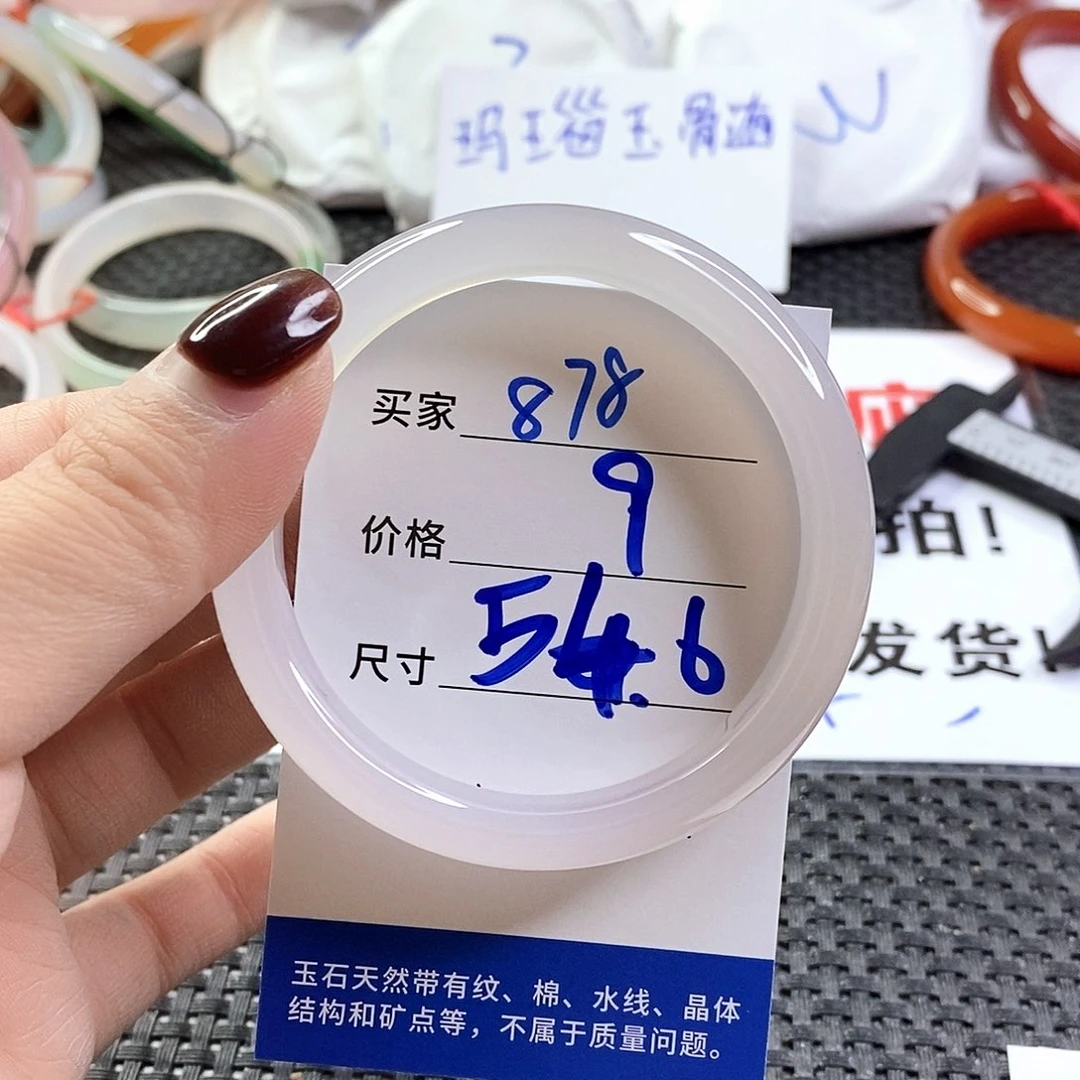 玛瑙玉骨髓
买家 878
价格 9
尺寸 54.6
拍！
发货！
玉石天然带有纹、棉、水线、晶体
结构和矿点等，不属于质量问题。